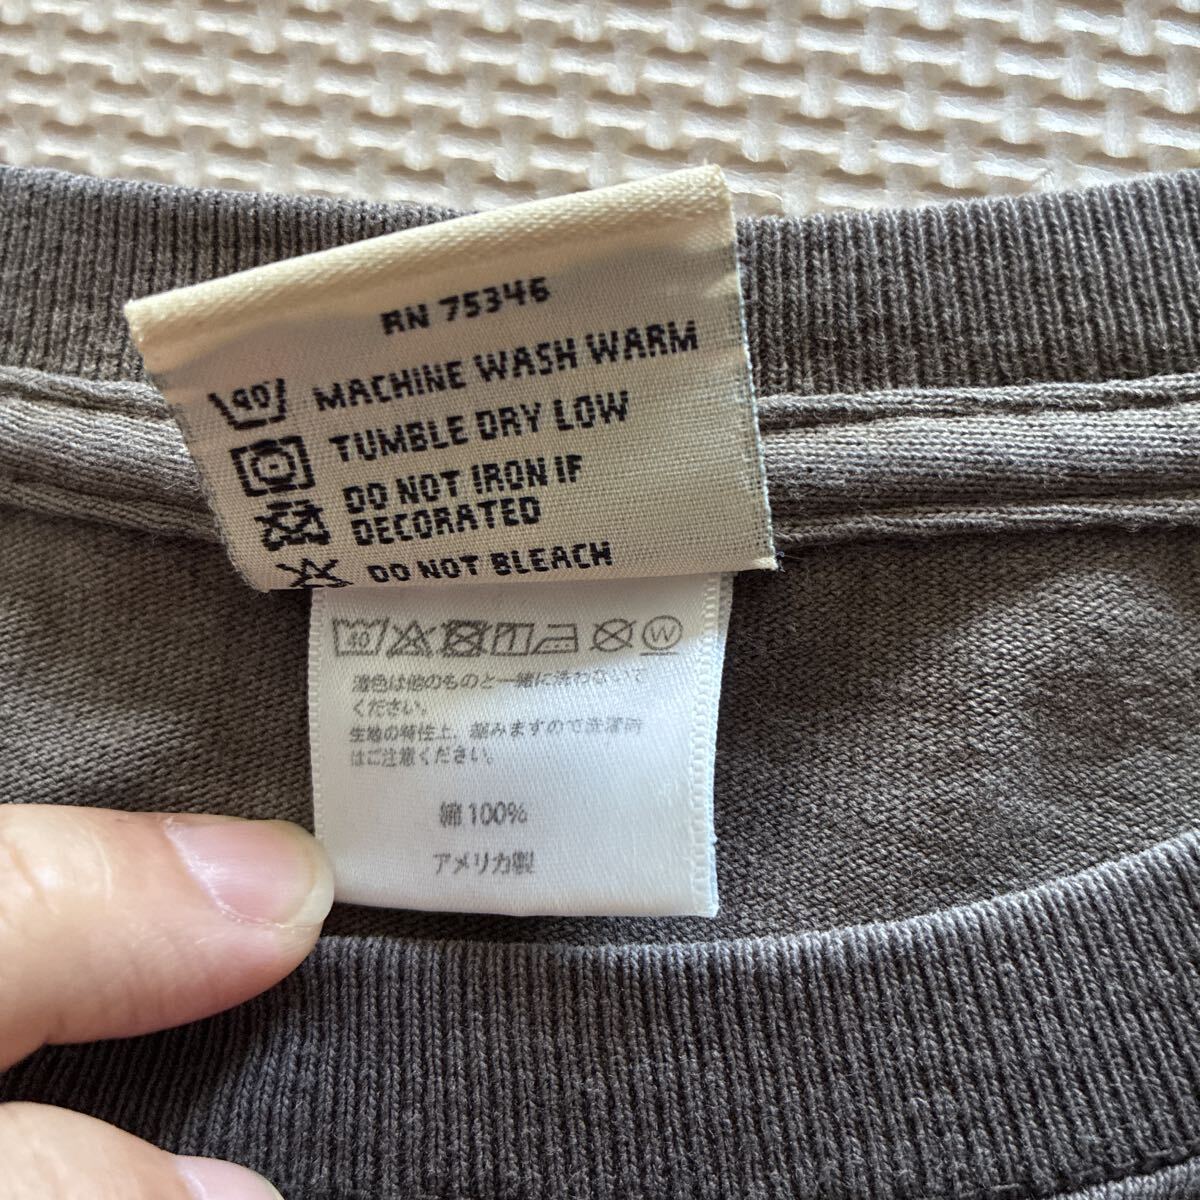 RN 75346
40 MACHINE WASH WARM
TUMBLE DRY LOW
DO NOT IRON IF
DECORATED
DO NOT BLEACH
40 W
濃色は他のものと一緒に洗わないで
ください。
生地の特性上、縮みますので洗濯時
はご注意ください。
綿 100%
アメリカ製